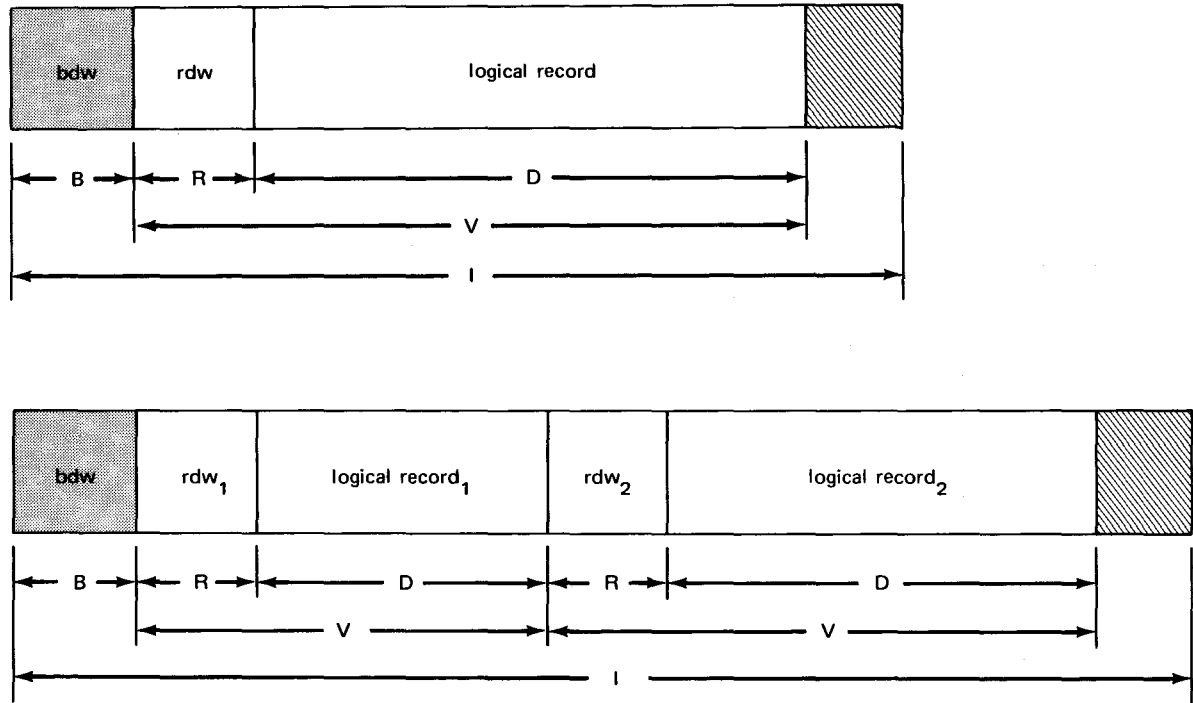 bdw rdw logical record
B R D
V
I
bdw rdw1 logical record1 rdw2 logical record2
B R D R D
V V
I